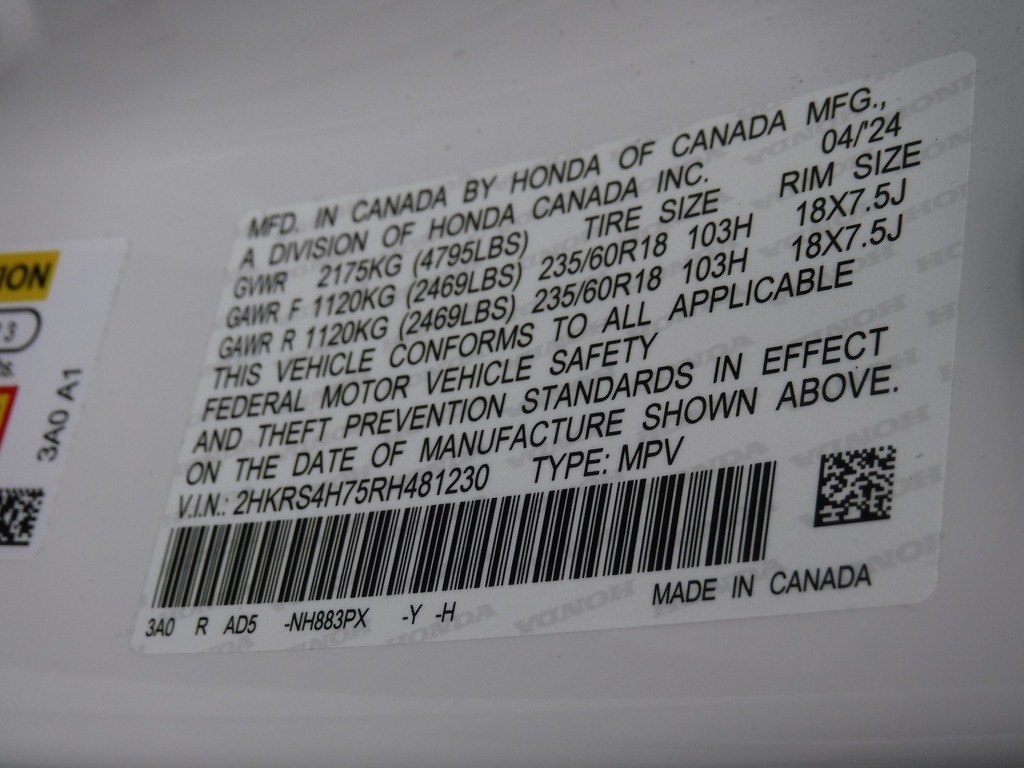 MFD. IN CANADA BY HONDA OF CANADA MFG.,
A DIVISION OF HONDA CANADA INC. 04/'24
GVWR 2175KG (4795LBS) TIRE SIZE RIM SIZE
GAWR F 1120KG (2469LBS) 235/60R18 103H 18X7.5J
GAWR R 1120KG (2469LBS) 235/60R18 103H 18X7.5J
THIS VEHICLE CONFORMS TO ALL APPLICABLE
FEDERAL MOTOR VEHICLE SAFETY
AND THEFT PREVENTION STANDARDS IN EFFECT
ON THE DATE OF MANUFACTURE SHOWN ABOVE.
V.I.N.: 2HKRS4H75RH481230 TYPE: MPV
3A0 R AD5 -NH883PX -Y -H
MADE IN CANADA
3A0 A1